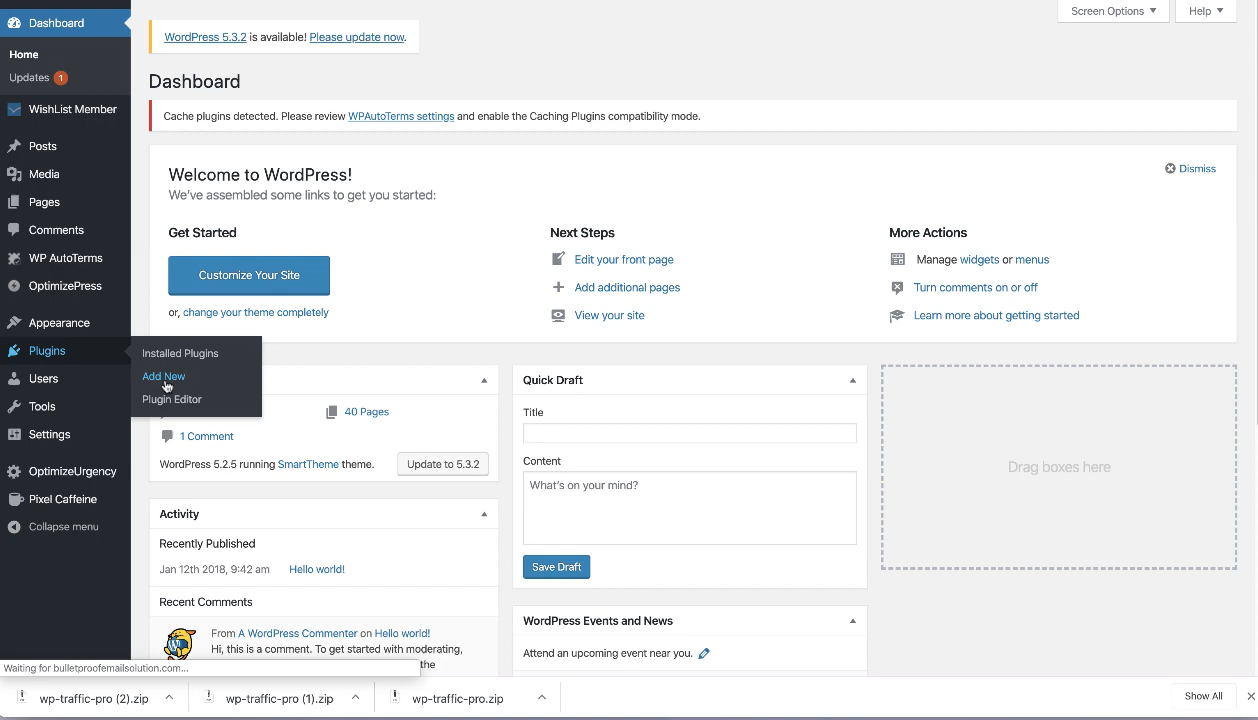 Dashboard
Screen Options
Help
WordPress 5.3.2 is available! Please update now.
Home
Updates 1
Dashboard
WishList Member
Cache plugins detected. Please review WPAutoTerms settings and enable the Caching Plugins compatibility mode.
Posts
Media
Pages
Comments
WP AutoTerms
OptimizePress
Appearance
Plugins
Users
Tools
Settings
OptimizeUrgency
Pixel Caffeine
Collapse menu
Installed Plugins
Add New
Plugin Editor
Welcome to WordPress!
Dismiss
We've assembled some links to get you started:
Get Started
Customize Your Site
or, change your theme completely
Next Steps
Edit your front page
Add additional pages
View your site
More Actions
Manage widgets or menus
Turn comments on or off
Learn more about getting started
40 Pages
1 Comment
WordPress 5.2.5 running SmartTheme theme.
Update to 5.3.2
Activity
Recently Published
Jan 12th 2018, 9:42 am Hello world!
Recent Comments
From A WordPress Commenter on Hello world!
Hi, this is a comment. To get started with moderating,
the
Quick Draft
Title
Content
What's on your mind?
Save Draft
WordPress Events and News
Attend an upcoming event near you.
Drag boxes here
Waiting for bulletproofemailsolution.com...
wp-traffic-pro (2).zip
wp-traffic-pro (1).zip
wp-traffic-pro.zip
Show All